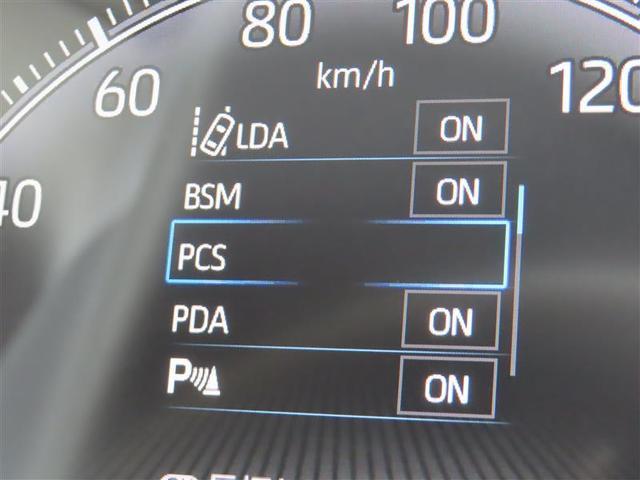 80 100
km/h
60 120
LDA ON
40
BSM ON
PCS
PDA ON
P ON